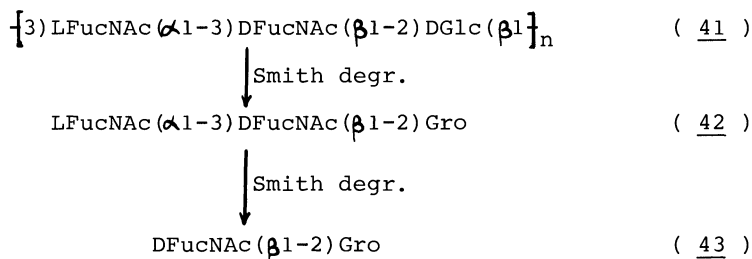 {3)LFucNAc(α1-3)DFucNAc(β1-2)DGlc(β1}n ( 41 )
Smith degr.
LFucNAc(α1-3)DFucNAc(β1-2)Gro ( 42 )
Smith degr.
DFucNAc(β1-2)Gro ( 43 )